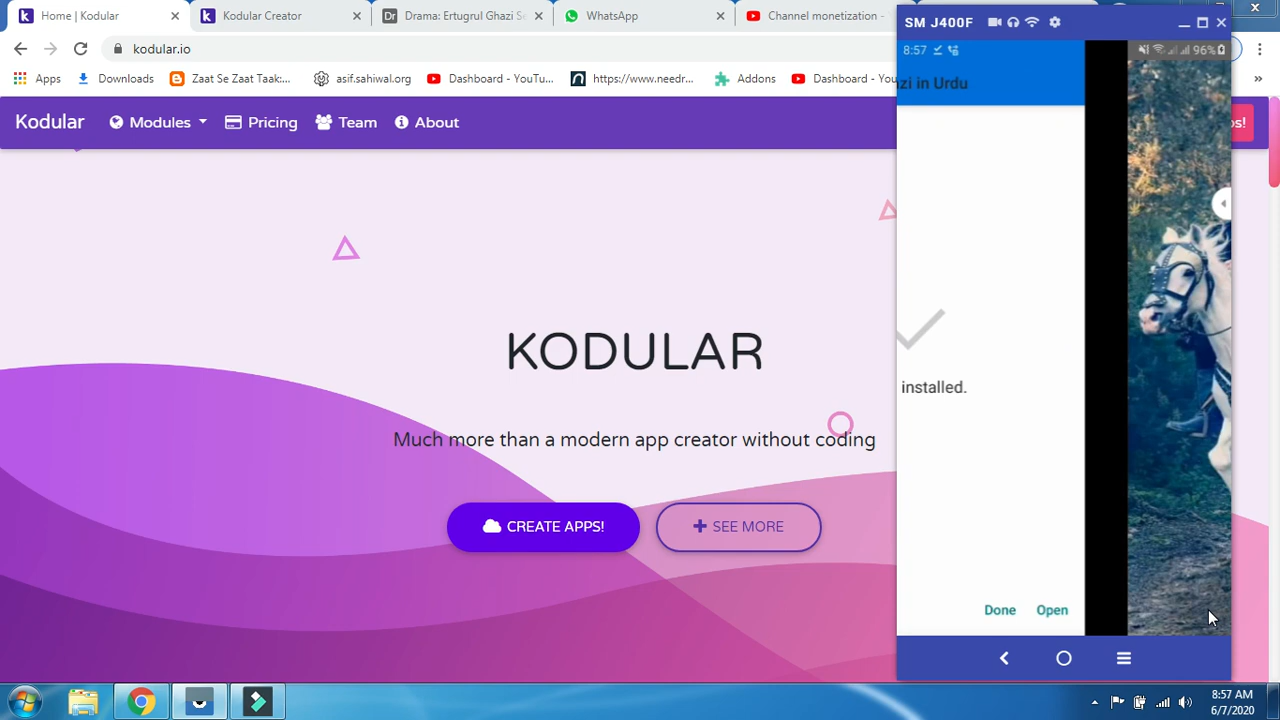 Home | Kodular
Kodular Creator
Drama: Ertugrul Ghazi S
WhatsApp
Channel monetization -
kodular.io
Apps
Downloads
Zaat Se Zaat Taak:...
asif.sahiwal.org
Dashboard - YouTu...
https://www.needr...
Addons
Dashboard - YouTu
»
Kodular
Modules
Pricing
Team
About
ps!
KODULAR
Much more than a modern app creator without coding
CREATE APPS!
SEE MORE
SM J400F
8:57
96%
zi in Urdu
installed.
Done
Open
8:57 AM
6/7/2020